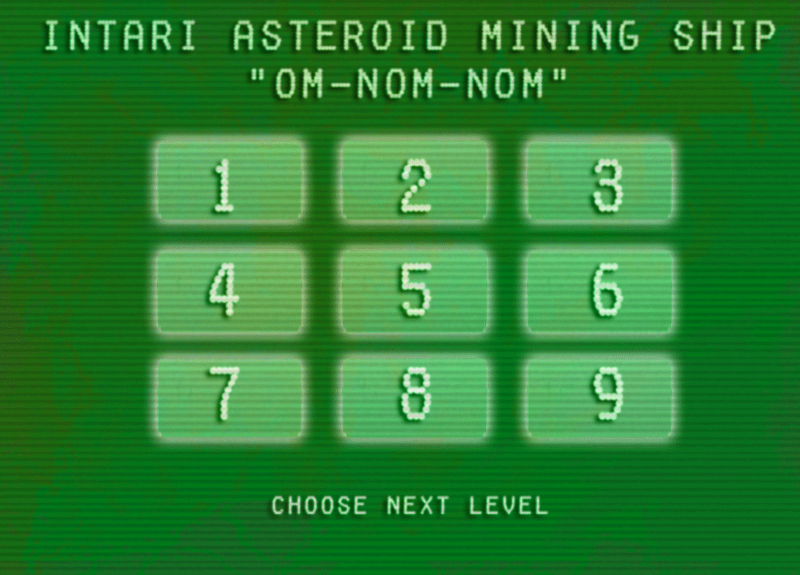 INTARI ASTEROID MINING SHIP
"OM-NOM-NOM"
1 2 3
4 5 6
7 8 9
CHOOSE NEXT LEVEL